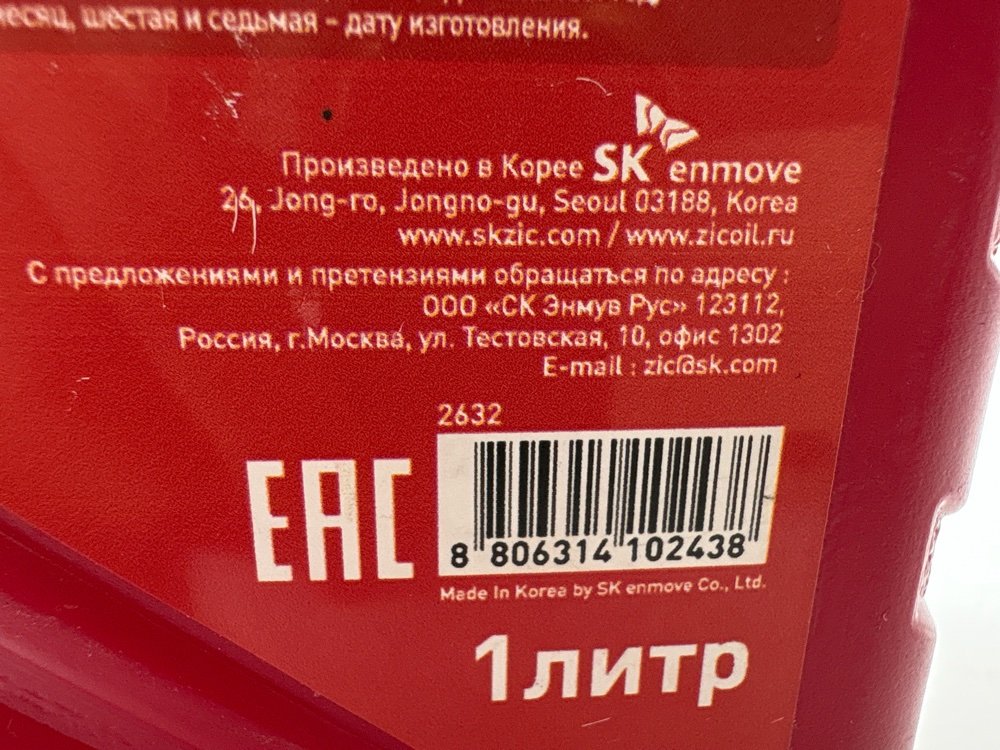 месяц, шестая и седьмая – дату изготовления.
Произведено в Корее SK enmove
26, Jong-ro, Jongno-gu, Seoul 03188, Korea
www.skzic.com / www.zicoil.ru
С предложениями и претензиями обращаться по адресу :
ООО «СК Энмув Рус» 123112,
Россия, г.Москва, ул. Тестовская, 10, офис 1302
E-mail : zic@sk.com
2632
EAC
8 806314 102438
Made In Korea by SK enmove Co., Ltd.
1литр